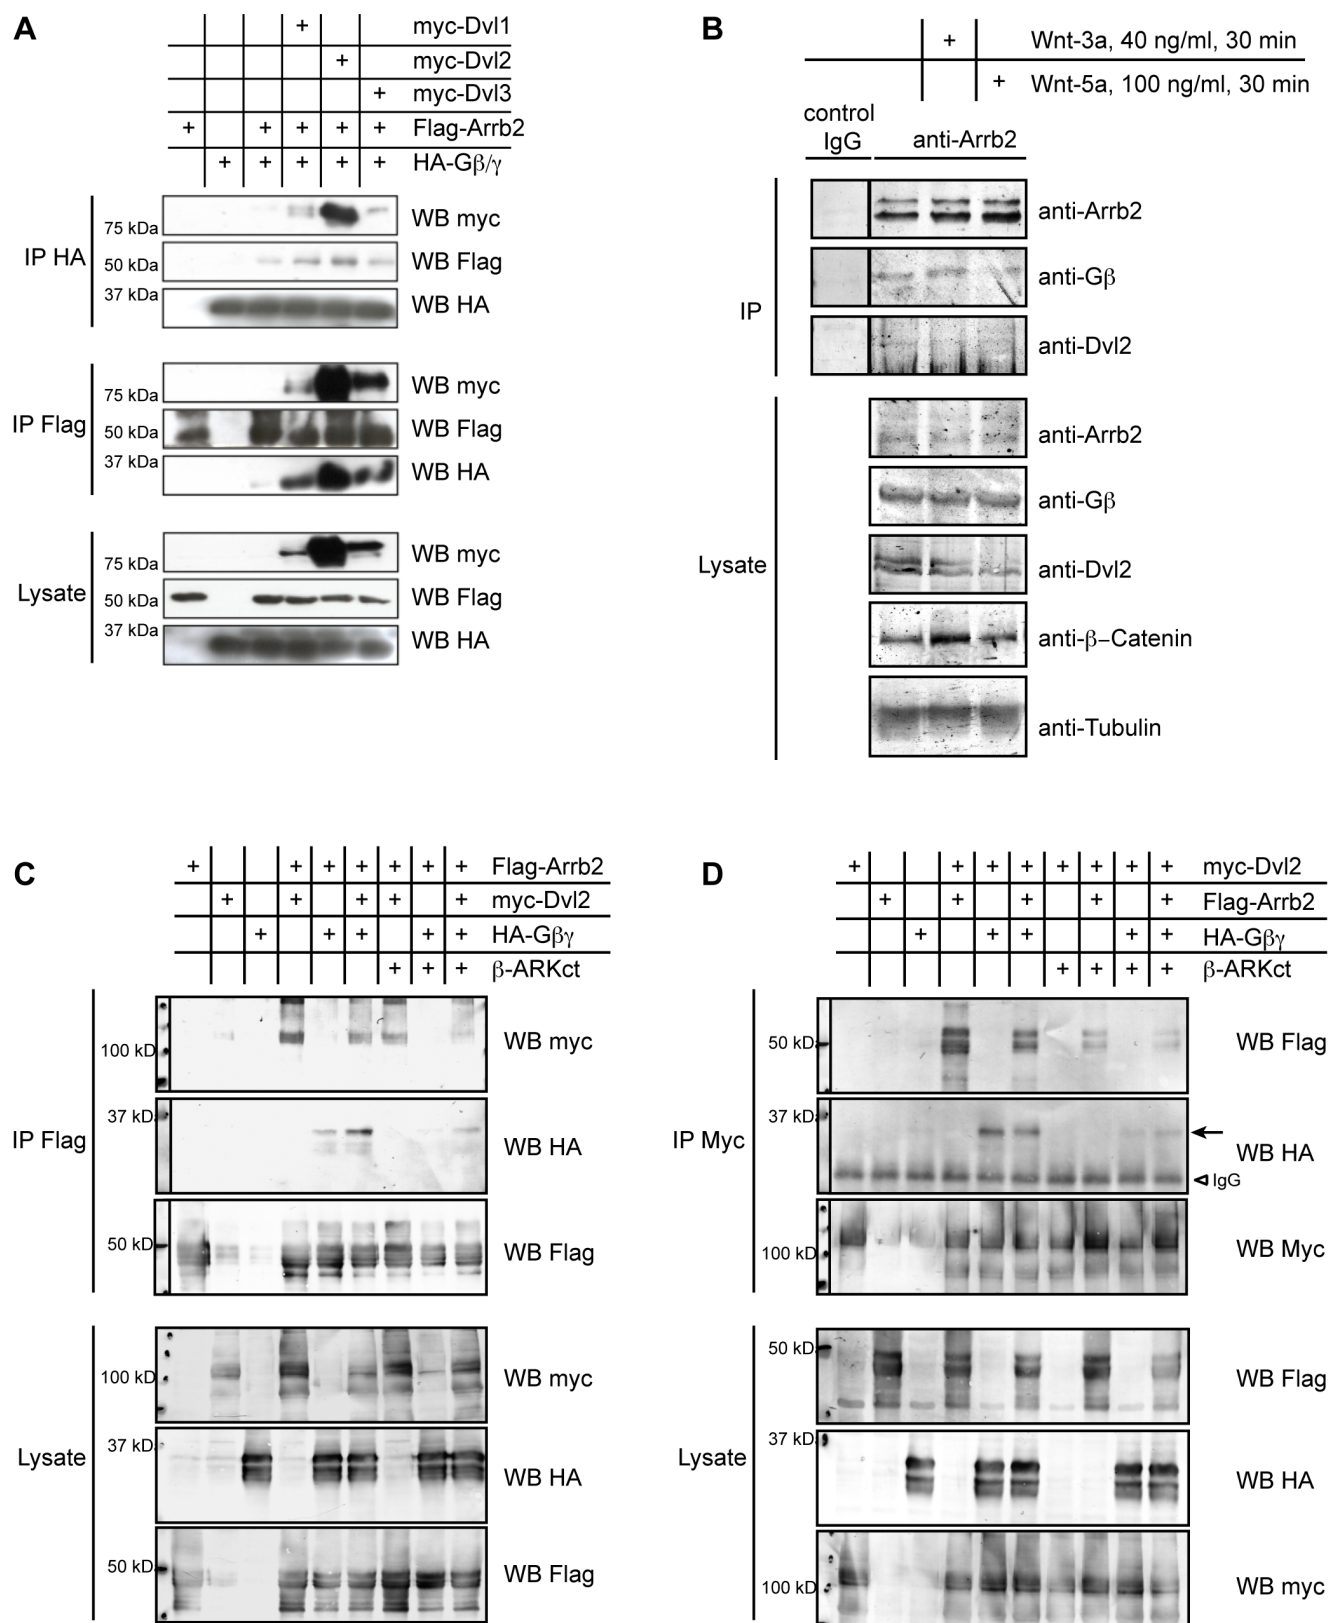 A
+ myc-Dvl1
+ myc-Dvl2
+ myc-Dvl3
+ + + + + Flag-Arrb2
+ + + + + HA-Gβ/γ
IP HA
75 kDa WB myc
50 kDa WB Flag
37 kDa WB HA
IP Flag
75 kDa WB myc
50 kDa WB Flag
37 kDa WB HA
Lysate
75 kDa WB myc
50 kDa WB Flag
37 kDa WB HA
B
+ Wnt-3a, 40 ng/ml, 30 min
+ Wnt-5a, 100 ng/ml, 30 min
control
IgG anti-Arrb2
IP
anti-Arrb2
anti-Gβ
anti-Dvl2
Lysate
anti-Arrb2
anti-Gβ
anti-Dvl2
anti-β–Catenin
anti-Tubulin
C
+ + + + + + + Flag-Arrb2
+ + + + + myc-Dvl2
+ + + + + HA-Gβγ
+ + + β-ARKct
IP Flag
100 kD WB myc
37 kD WB HA
50 kD WB Flag
Lysate
100 kD WB myc
37 kD WB HA
50 kD WB Flag
D
+ + + + + + + + myc-Dvl2
+ + + + + Flag-Arrb2
+ + + + + HA-Gβγ
+ + + + β-ARKct
IP Myc
50 kD WB Flag
37 kD WB HA
IgG
100 kD WB Myc
Lysate
50 kD WB Flag
37 kD WB HA
100 kD WB myc